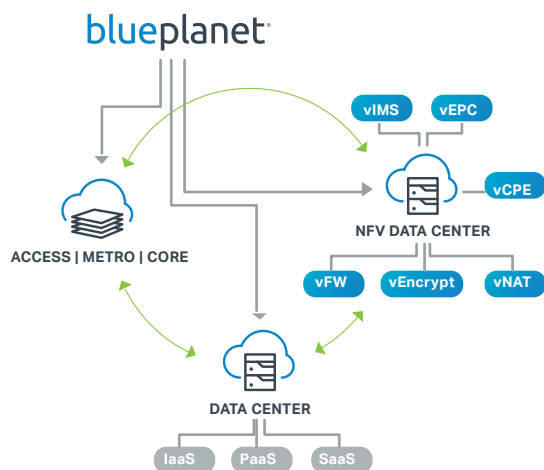 blueplanet
vIMS
vEPC
vCPE
NFV DATA CENTER
ACCESS | METRO | CORE
vFW
vEncrypt
vNAT
DATA CENTER
IaaS
PaaS
SaaS